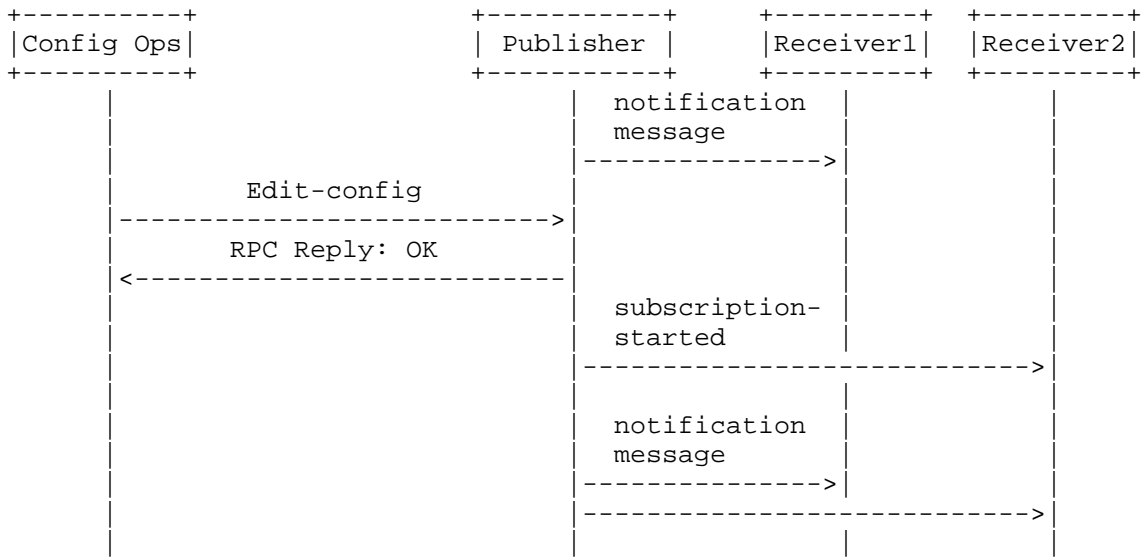 Config Ops Publisher Receiver1 Receiver2
notification
message
Edit-config
RPC Reply: OK
subscription-
started
notification
message